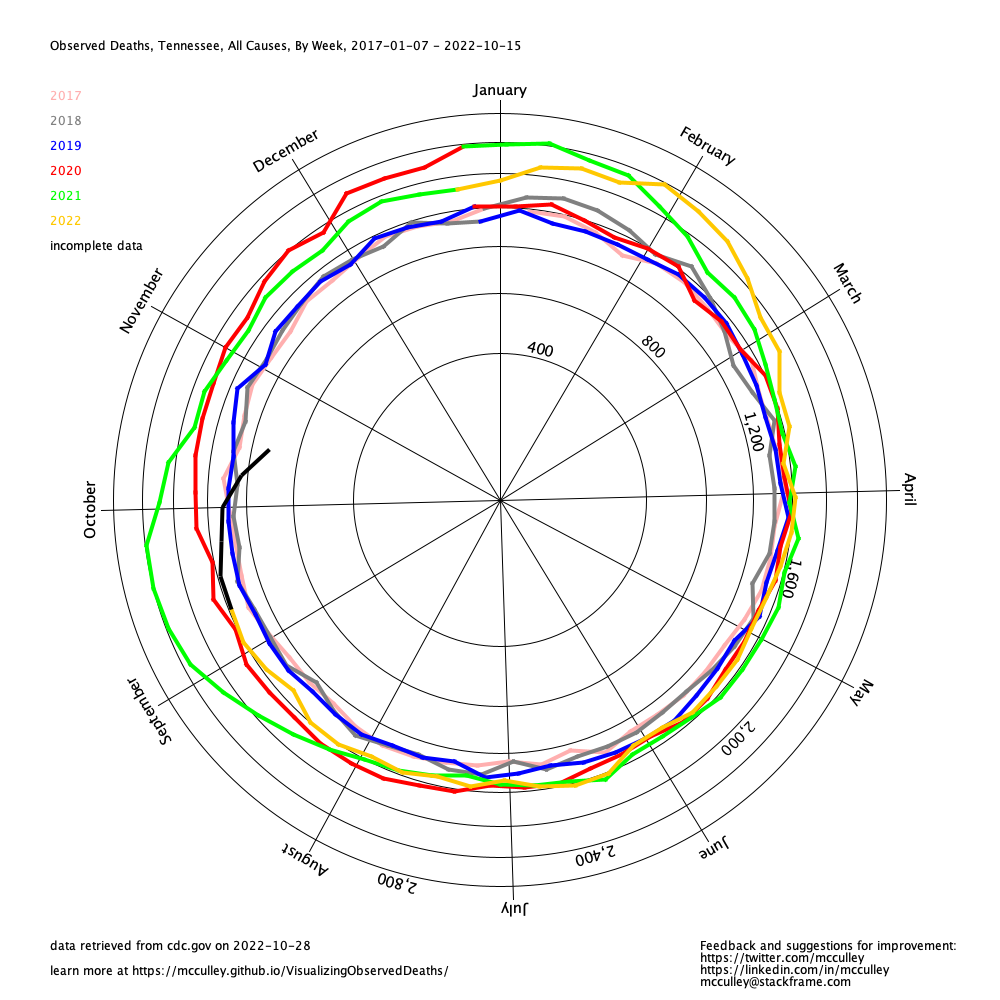 Observed Deaths, Tennessee, All Causes, By Week, 2017-01-07 - 2022-10-15
2017
2018
2019
2020
2021
2022
incomplete data
January
February
March
April
May
June
July
August
September
October
November
December
400
800
1,200
1,600
2,000
2,400
2,800
data retrieved from cdc.gov on 2022-10-28
learn more at https://mcculley.github.io/VisualizingObservedDeaths/
Feedback and suggestions for improvement:
https://twitter.com/mcculley
https://linkedin.com/in/mcculley
mcculley@stackframe.com